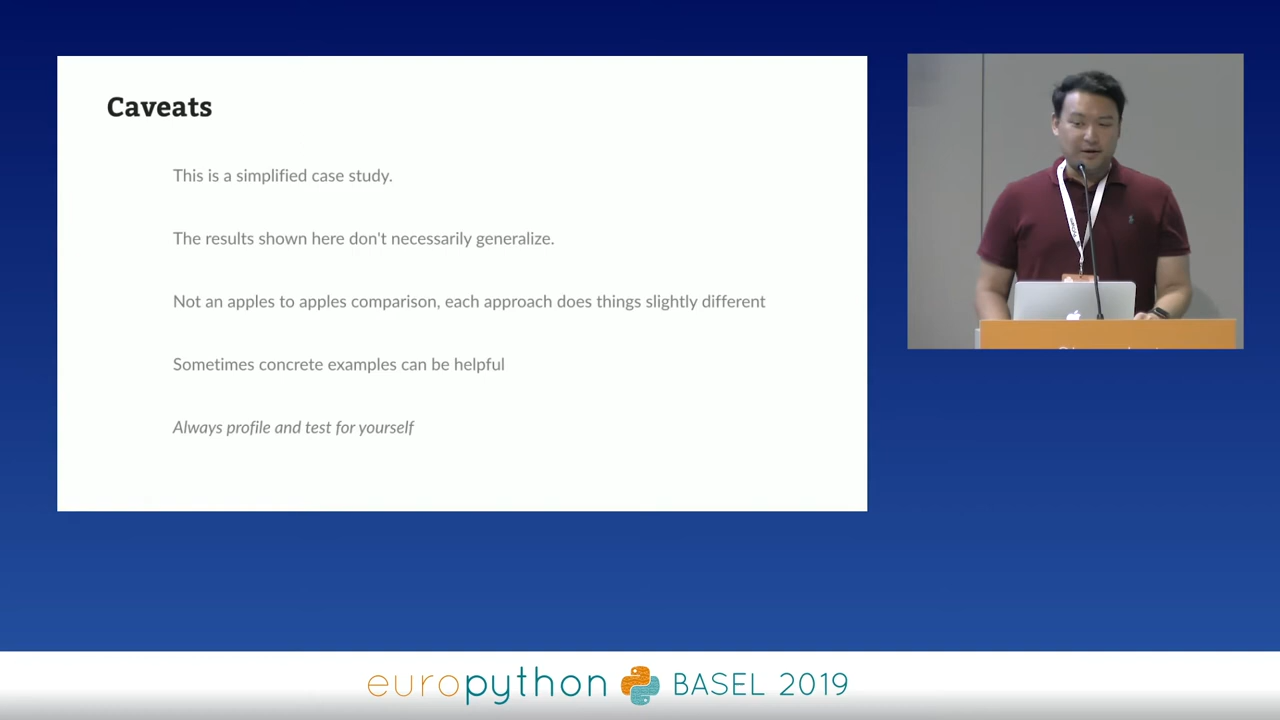 Caveats
This is a simplified case study.
The results shown here don't necessarily generalize.
Not an apples to apples comparison, each approach does things slightly different
Sometimes concrete examples can be helpful
Always profile and test for yourself
europython BASEL 2019